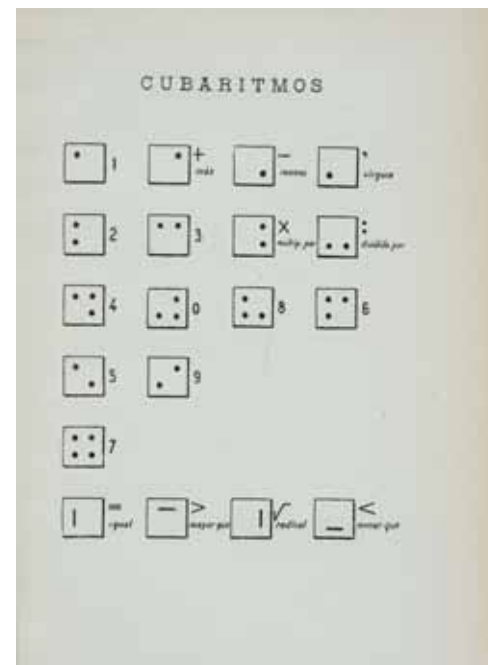 CUBARITMOS
1 + más − menos , virgula
2 3 X multip. por : dividido por
4 0 8 6
5 9
7
= igual > mayor que √ radical < menor que